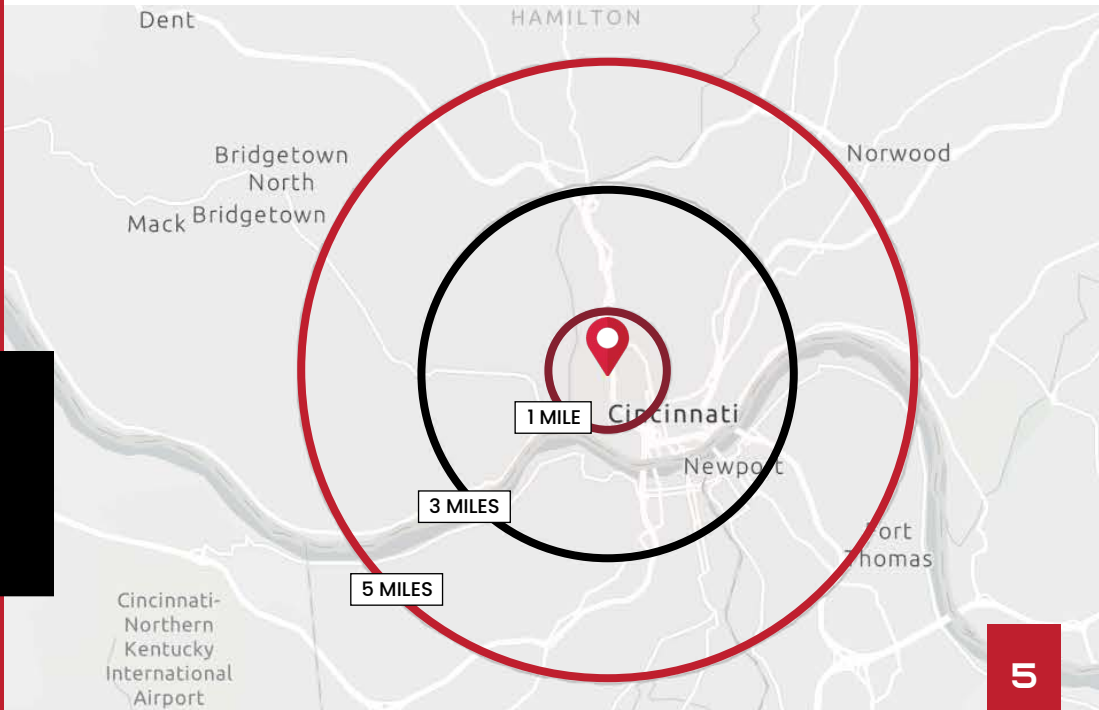 Dent
HAMILTON
Bridgetown
North
Norwood
Mack
Bridgetown
1 MILE
Cincinnati
Newport
3 MILES
Fort
Thomas
5 MILES
Cincinnati-
Northern
Kentucky
International
Airport
5